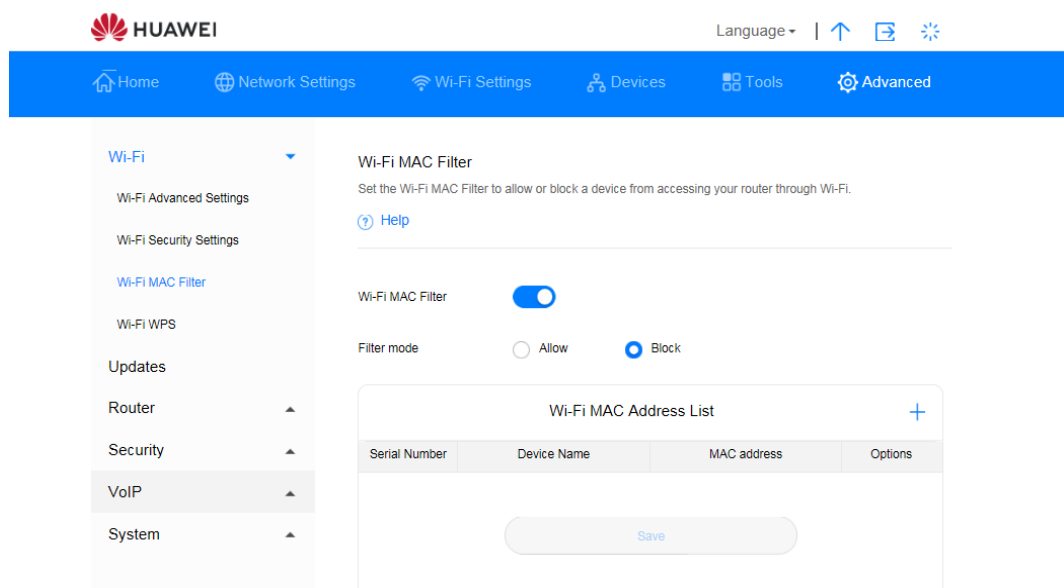 HUAWEI
Language
Home Network Settings Wi-Fi Settings Devices Tools Advanced
Wi-Fi
Wi-Fi Advanced Settings
Wi-Fi Security Settings
Wi-Fi MAC Filter
Wi-Fi WPS
Updates
Router
Security
VoIP
System
Wi-Fi MAC Filter
Set the Wi-Fi MAC Filter to allow or block a device from accessing your router through Wi-Fi.
? Help
Wi-Fi MAC Filter
Filter mode Allow Block
Wi-Fi MAC Address List
Serial Number Device Name MAC address Options
Save